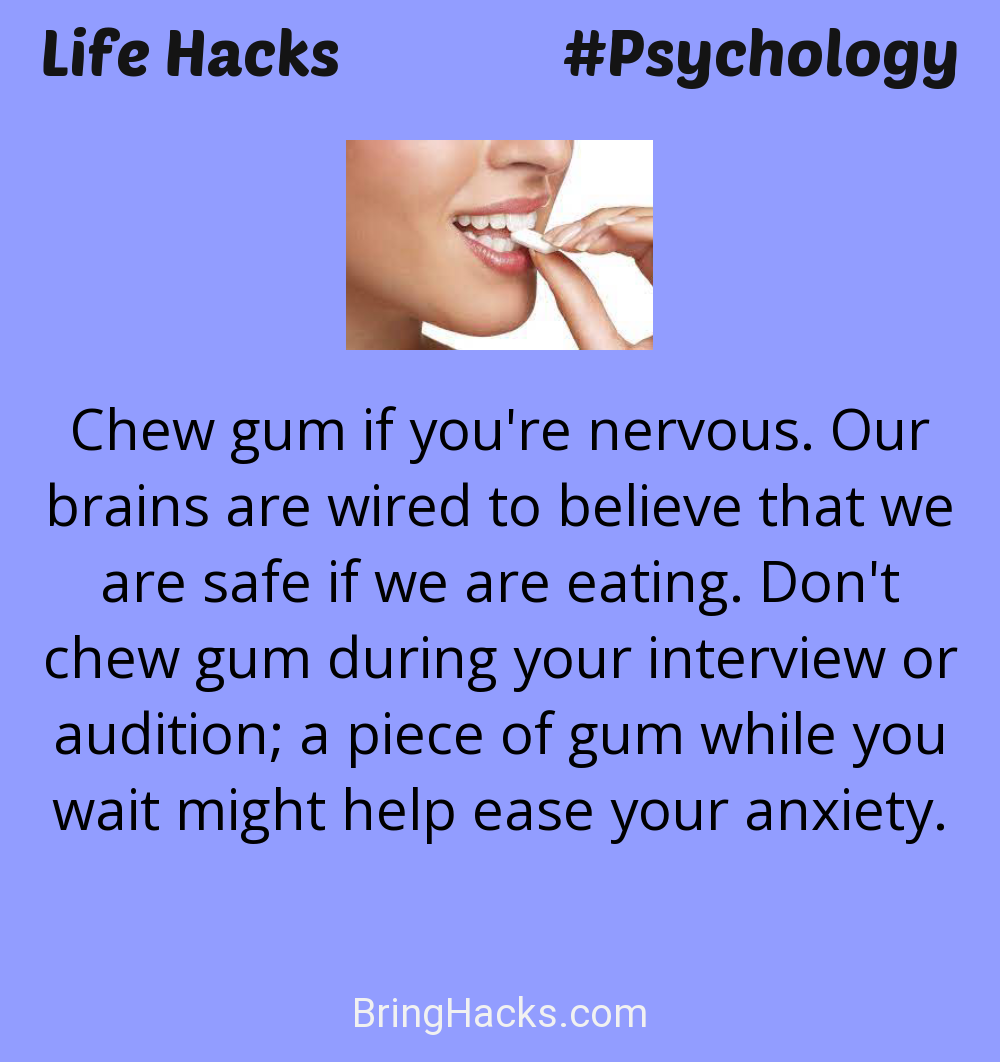 Life Hacks #Psychology
Chew gum if you're nervous. Our
brains are wired to believe that we
are safe if we are eating. Don't
chew gum during your interview or
audition; a piece of gum while you
wait might help ease your anxiety.
BringHacks.com